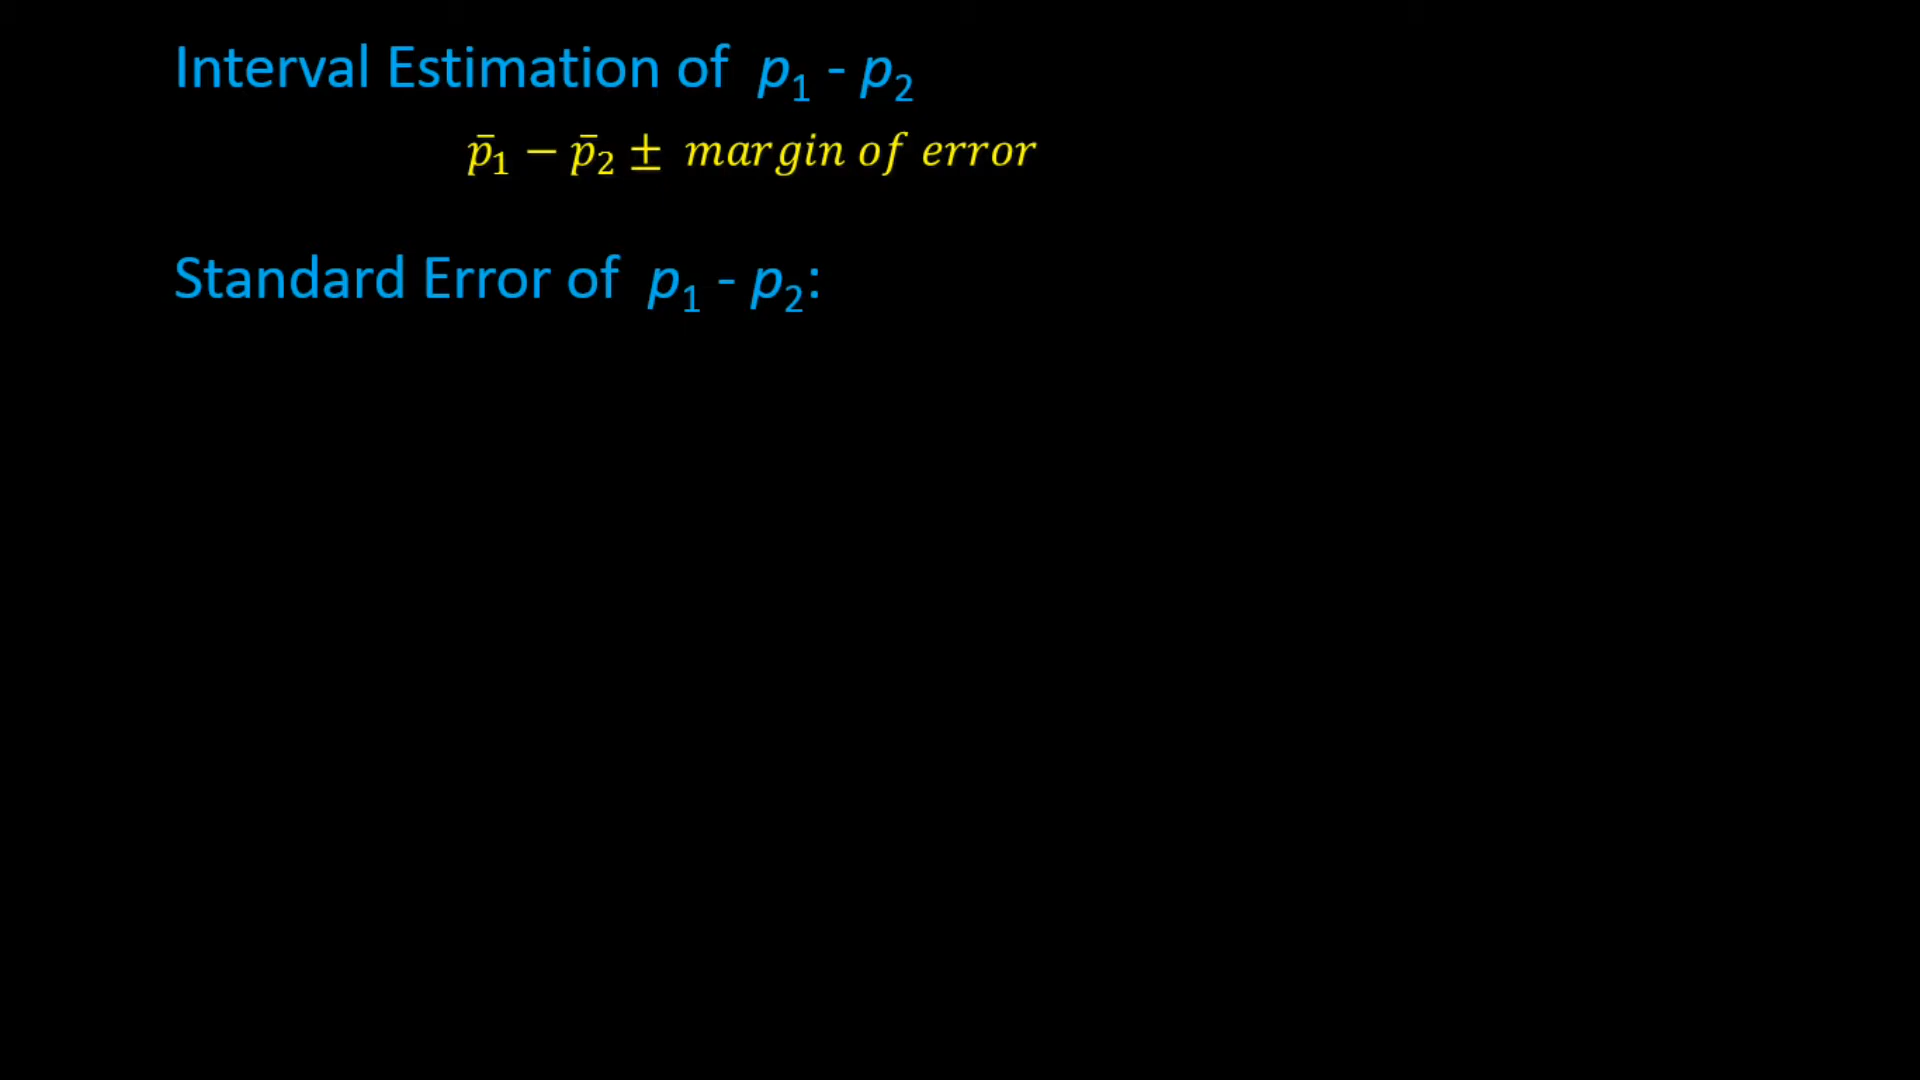 Interval Estimation of p₁ - p₂
p̄₁ − p̄₂ ± margin of error
Standard Error of p₁ - p₂: